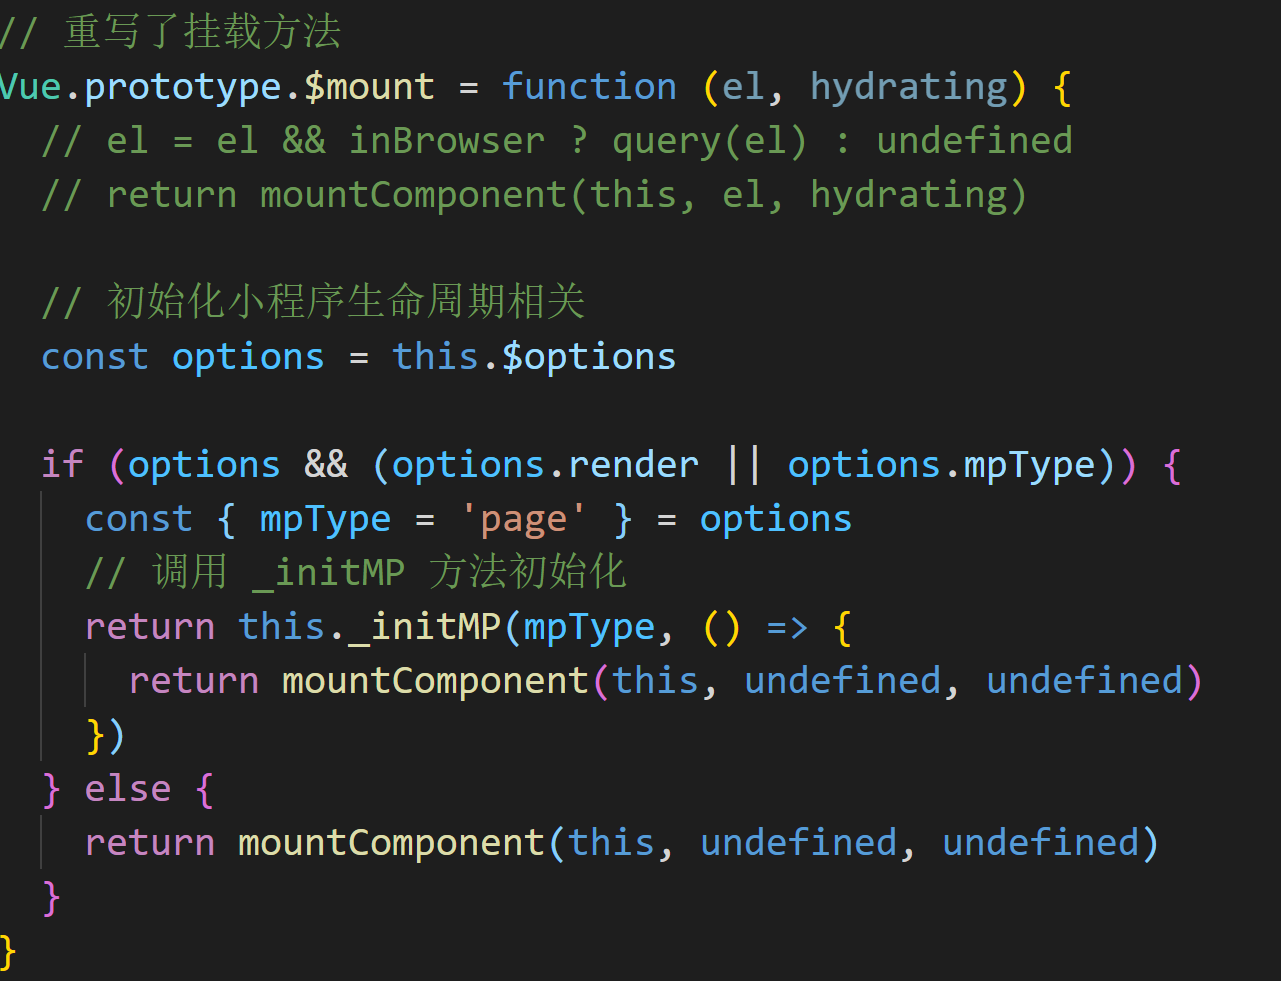 // 重写了挂载方法
Vue.prototype.$mount = function (el, hydrating) {
  // el = el && inBrowser ? query(el) : undefined
  // return mountComponent(this, el, hydrating)

  // 初始化小程序生命周期相关
  const options = this.$options

  if (options && (options.render || options.mpType)) {
    const { mpType = 'page' } = options
    // 调用 _initMP 方法初始化
    return this._initMP(mpType, () => {
      return mountComponent(this, undefined, undefined)
    })
  } else {
    return mountComponent(this, undefined, undefined)
  }
}